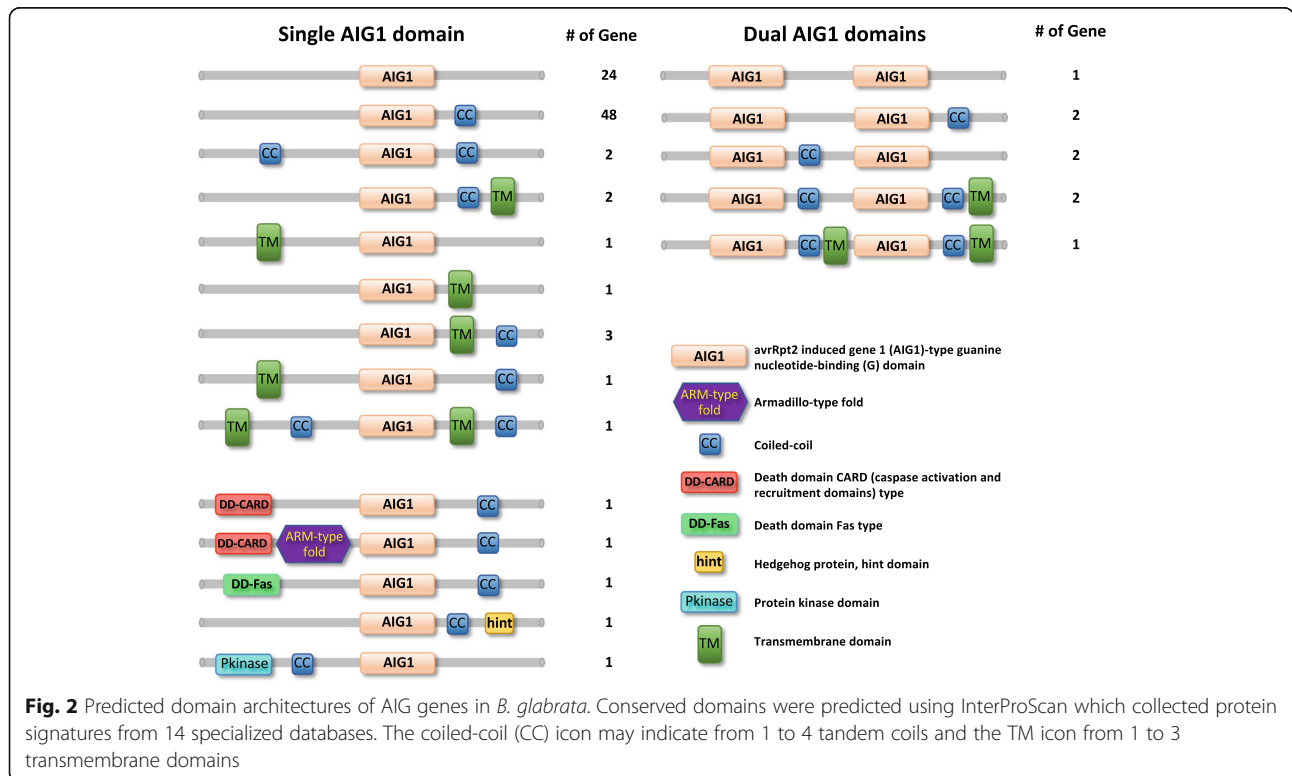 Single AIG1 domain # of Gene
AIG1 24
AIG1 CC 48
CC AIG1 CC 2
AIG1 CC TM 2
TM AIG1 1
AIG1 TM 1
AIG1 TM CC 3
TM AIG1 CC 1
TM CC AIG1 TM CC 1
DD-CARD AIG1 CC 1
DD-CARD ARM-type fold AIG1 CC 1
DD-Fas AIG1 CC 1
AIG1 CC hint 1
Pkinase CC AIG1 1
Dual AIG1 domains # of Gene
AIG1 AIG1 1
AIG1 AIG1 CC 2
AIG1 CC AIG1 2
AIG1 CC AIG1 CC TM 2
AIG1 CC TM AIG1 CC TM 1
AIG1 avrRpt2 induced gene 1 (AIG1)-type guanine
nucleotide-binding (G) domain
ARM-type
fold Armadillo-type fold
CC Coiled-coil
DD-CARD Death domain CARD (caspase activation and
recruitment domains) type
DD-Fas Death domain Fas type
hint Hedgehog protein, hint domain
Pkinase Protein kinase domain
TM Transmembrane domain
Fig. 2 Predicted domain architectures of AIG genes in B. glabrata. Conserved domains were predicted using InterProScan which collected protein
signatures from 14 specialized databases. The coiled-coil (CC) icon may indicate from 1 to 4 tandem coils and the TM icon from 1 to 3
transmembrane domains